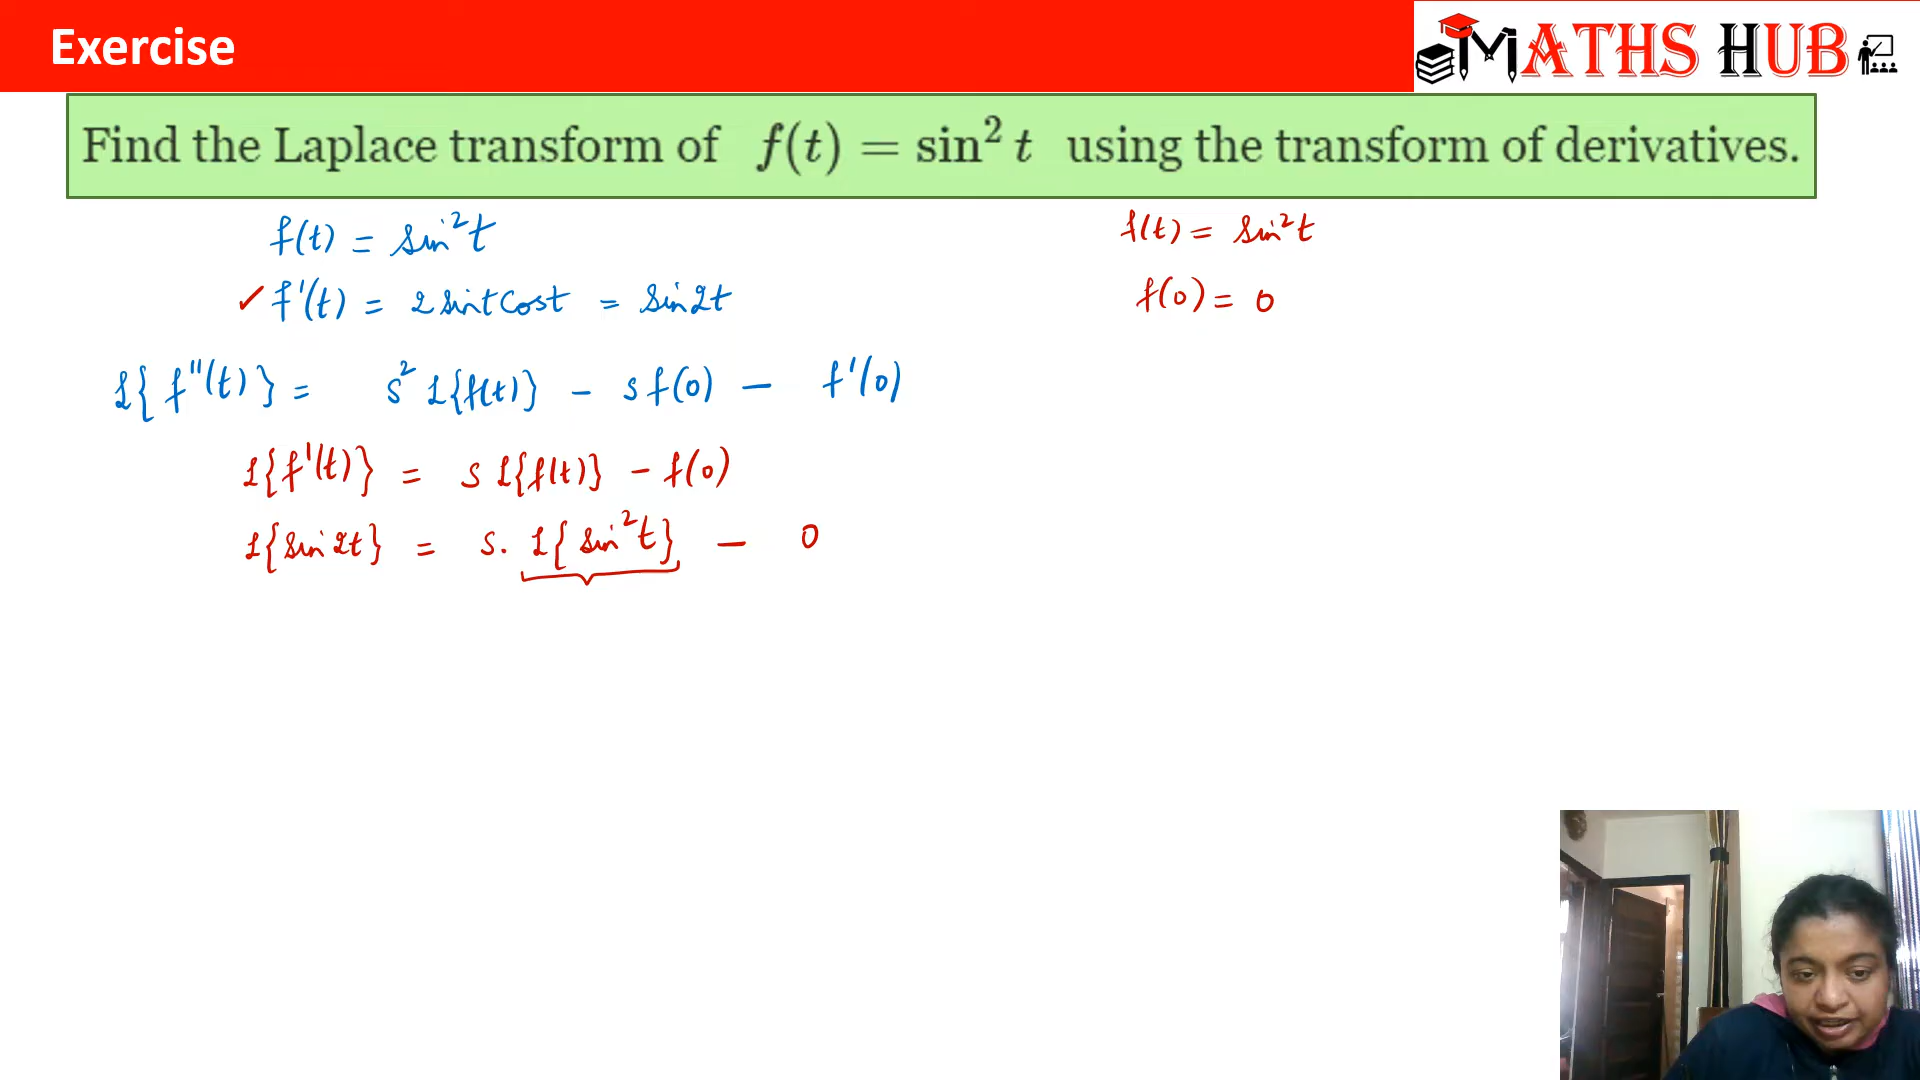 Exercise
MATHS HUB
Find the Laplace transform of f(t) = sin² t using the transform of derivatives.
f(t) = sin²t
f'(t) = 2 sint cost = sin2t
L{f''(t)} = s² L{f(t)} - s f(0) - f'(0)
L{f'(t)} = s L{f(t)} - f(0)
L{sin2t} = s. L{sin²t} - 0
f(t) = sin²t
f(0) = 0